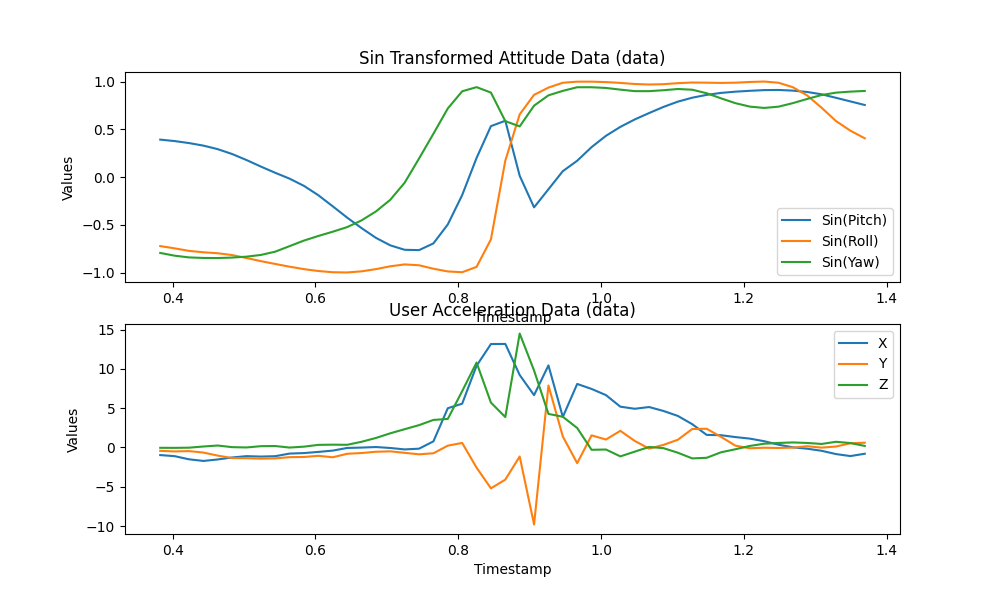 Sin Transformed Attitude Data (data)
1.0
0.5
0.0
−0.5
−1.0
Values
Sin(Pitch)
Sin(Roll)
Sin(Yaw)
0.4 0.6 0.8 1.0 1.2 1.4
Timestamp
User Acceleration Data (data)
15
10
5
0
−5
−10
Values
X
Y
Z
0.4 0.6 0.8 1.0 1.2 1.4
Timestamp